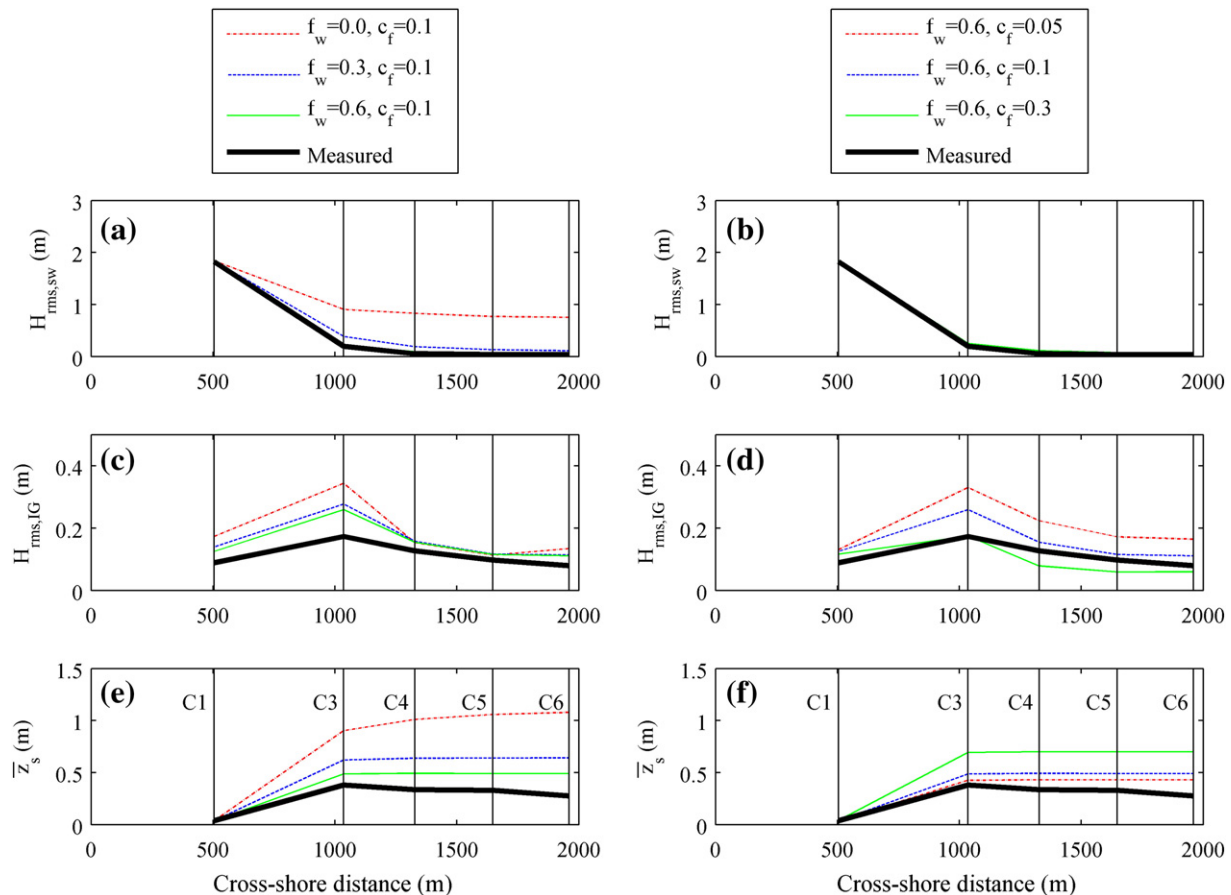 f_w=0.0, c_f=0.1
f_w=0.3, c_f=0.1
f_w=0.6, c_f=0.1
Measured
f_w=0.6, c_f=0.05
f_w=0.6, c_f=0.1
f_w=0.6, c_f=0.3
Measured
(a)
H_rms,sw (m)
3
2
1
0
0 500 1000 1500 2000
(b)
H_rms,sw (m)
3
2
1
0
0 500 1000 1500 2000
(c)
H_rms,IG (m)
0.4
0.2
0
0 500 1000 1500 2000
(d)
H_rms,IG (m)
0.4
0.2
0
0 500 1000 1500 2000
(e)
C1 C3 C4 C5 C6
z̅_s (m)
1.5
1
0.5
0
0 500 1000 1500 2000
Cross-shore distance (m)
(f)
C1 C3 C4 C5 C6
z̅_s (m)
1.5
1
0.5
0
0 500 1000 1500 2000
Cross-shore distance (m)